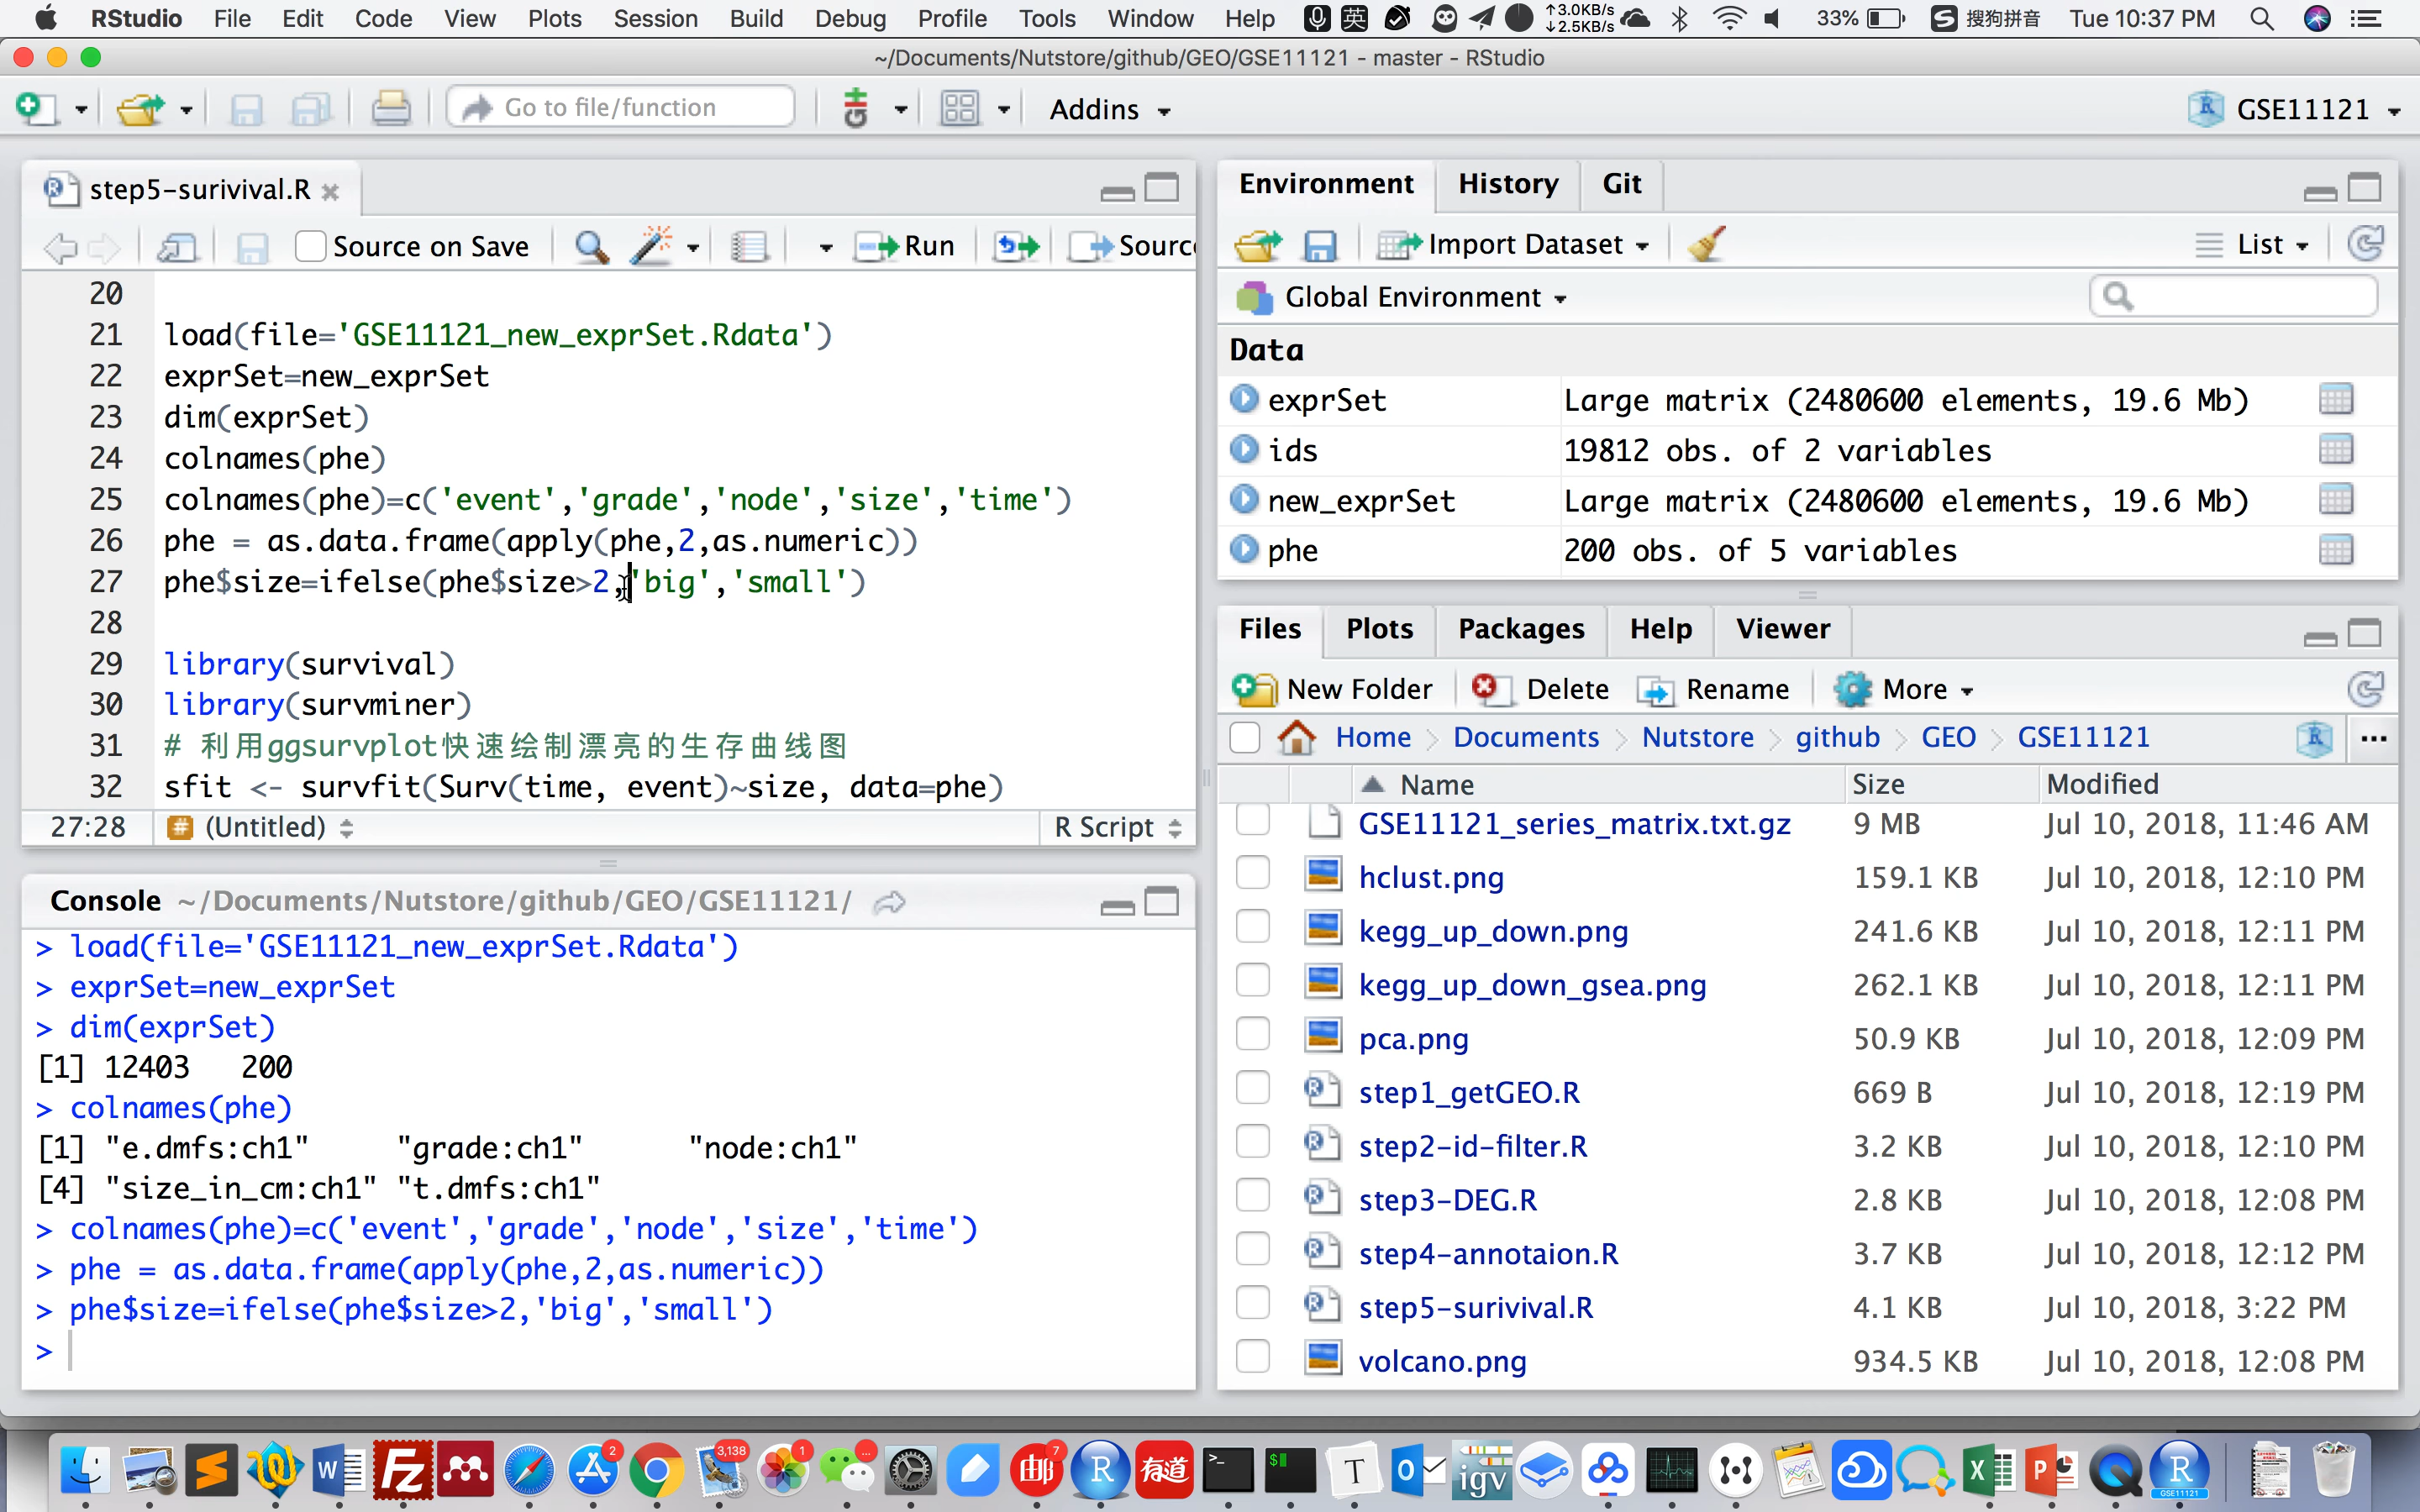 RStudio File Edit Code View Plots Session Build Debug Profile Tools Window Help 英 ↑3.0KB/s ↓2.5KB/s 33% S 搜狗拼音 Tue 10:37 PM
~/Documents/Nutstore/github/GEO/GSE11121 - master - RStudio
Go to file/function Addins GSE11121
step5-surivival.R
Source on Save Run Sourc
20
21 load(file='GSE11121_new_exprSet.Rdata')
22 exprSet=new_exprSet
23 dim(exprSet)
24 colnames(phe)
25 colnames(phe)=c('event','grade','node','size','time')
26 phe = as.data.frame(apply(phe,2,as.numeric))
27 phe$size=ifelse(phe$size>2,'big','small')
28
29 library(survival)
30 library(survminer)
31 # 利用ggsurvplot快速绘制漂亮的生存曲线图
32 sfit <- survfit(Surv(time, event)~size, data=phe)
27:28 (Untitled) R Script
Console ~/Documents/Nutstore/github/GEO/GSE11121/
> load(file='GSE11121_new_exprSet.Rdata')
> exprSet=new_exprSet
> dim(exprSet)
[1] 12403 200
> colnames(phe)
[1] "e.dmfs:ch1" "grade:ch1" "node:ch1"
[4] "size_in_cm:ch1" "t.dmfs:ch1"
> colnames(phe)=c('event','grade','node','size','time')
> phe = as.data.frame(apply(phe,2,as.numeric))
> phe$size=ifelse(phe$size>2,'big','small')
>
Environment History Git
Import Dataset List
Global Environment
Data
exprSet Large matrix (2480600 elements, 19.6 Mb)
ids 19812 obs. of 2 variables
new_exprSet Large matrix (2480600 elements, 19.6 Mb)
phe 200 obs. of 5 variables
Files Plots Packages Help Viewer
New Folder Delete Rename More
Home Documents Nutstore github GEO GSE11121
Name Size Modified
GSE11121_series_matrix.txt.gz 9 MB Jul 10, 2018, 11:46 AM
hclust.png 159.1 KB Jul 10, 2018, 12:10 PM
kegg_up_down.png 241.6 KB Jul 10, 2018, 12:11 PM
kegg_up_down_gsea.png 262.1 KB Jul 10, 2018, 12:11 PM
pca.png 50.9 KB Jul 10, 2018, 12:09 PM
step1_getGEO.R 669 B Jul 10, 2018, 12:19 PM
step2-id-filter.R 3.2 KB Jul 10, 2018, 12:10 PM
step3-DEG.R 2.8 KB Jul 10, 2018, 12:08 PM
step4-annotaion.R 3.7 KB Jul 10, 2018, 12:12 PM
step5-surivival.R 4.1 KB Jul 10, 2018, 3:22 PM
volcano.png 934.5 KB Jul 10, 2018, 12:08 PM
W Fz 2 3,138 1 ... 邮 7 R 有道 >_ $ T O igv X P R GSE11121